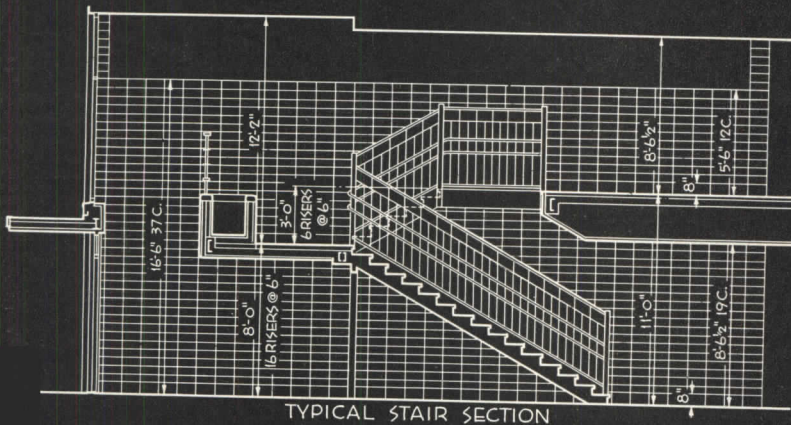 12'-2"
8'-6½"
5'-6" 12C.
8"
16'-6" 37C.
3'-0"
6 RISERS
@ 6"
8'-0"
16 RISERS @ 6"
11'-0"
8'-6½" 19C.
8"
TYPICAL STAIR SECTION